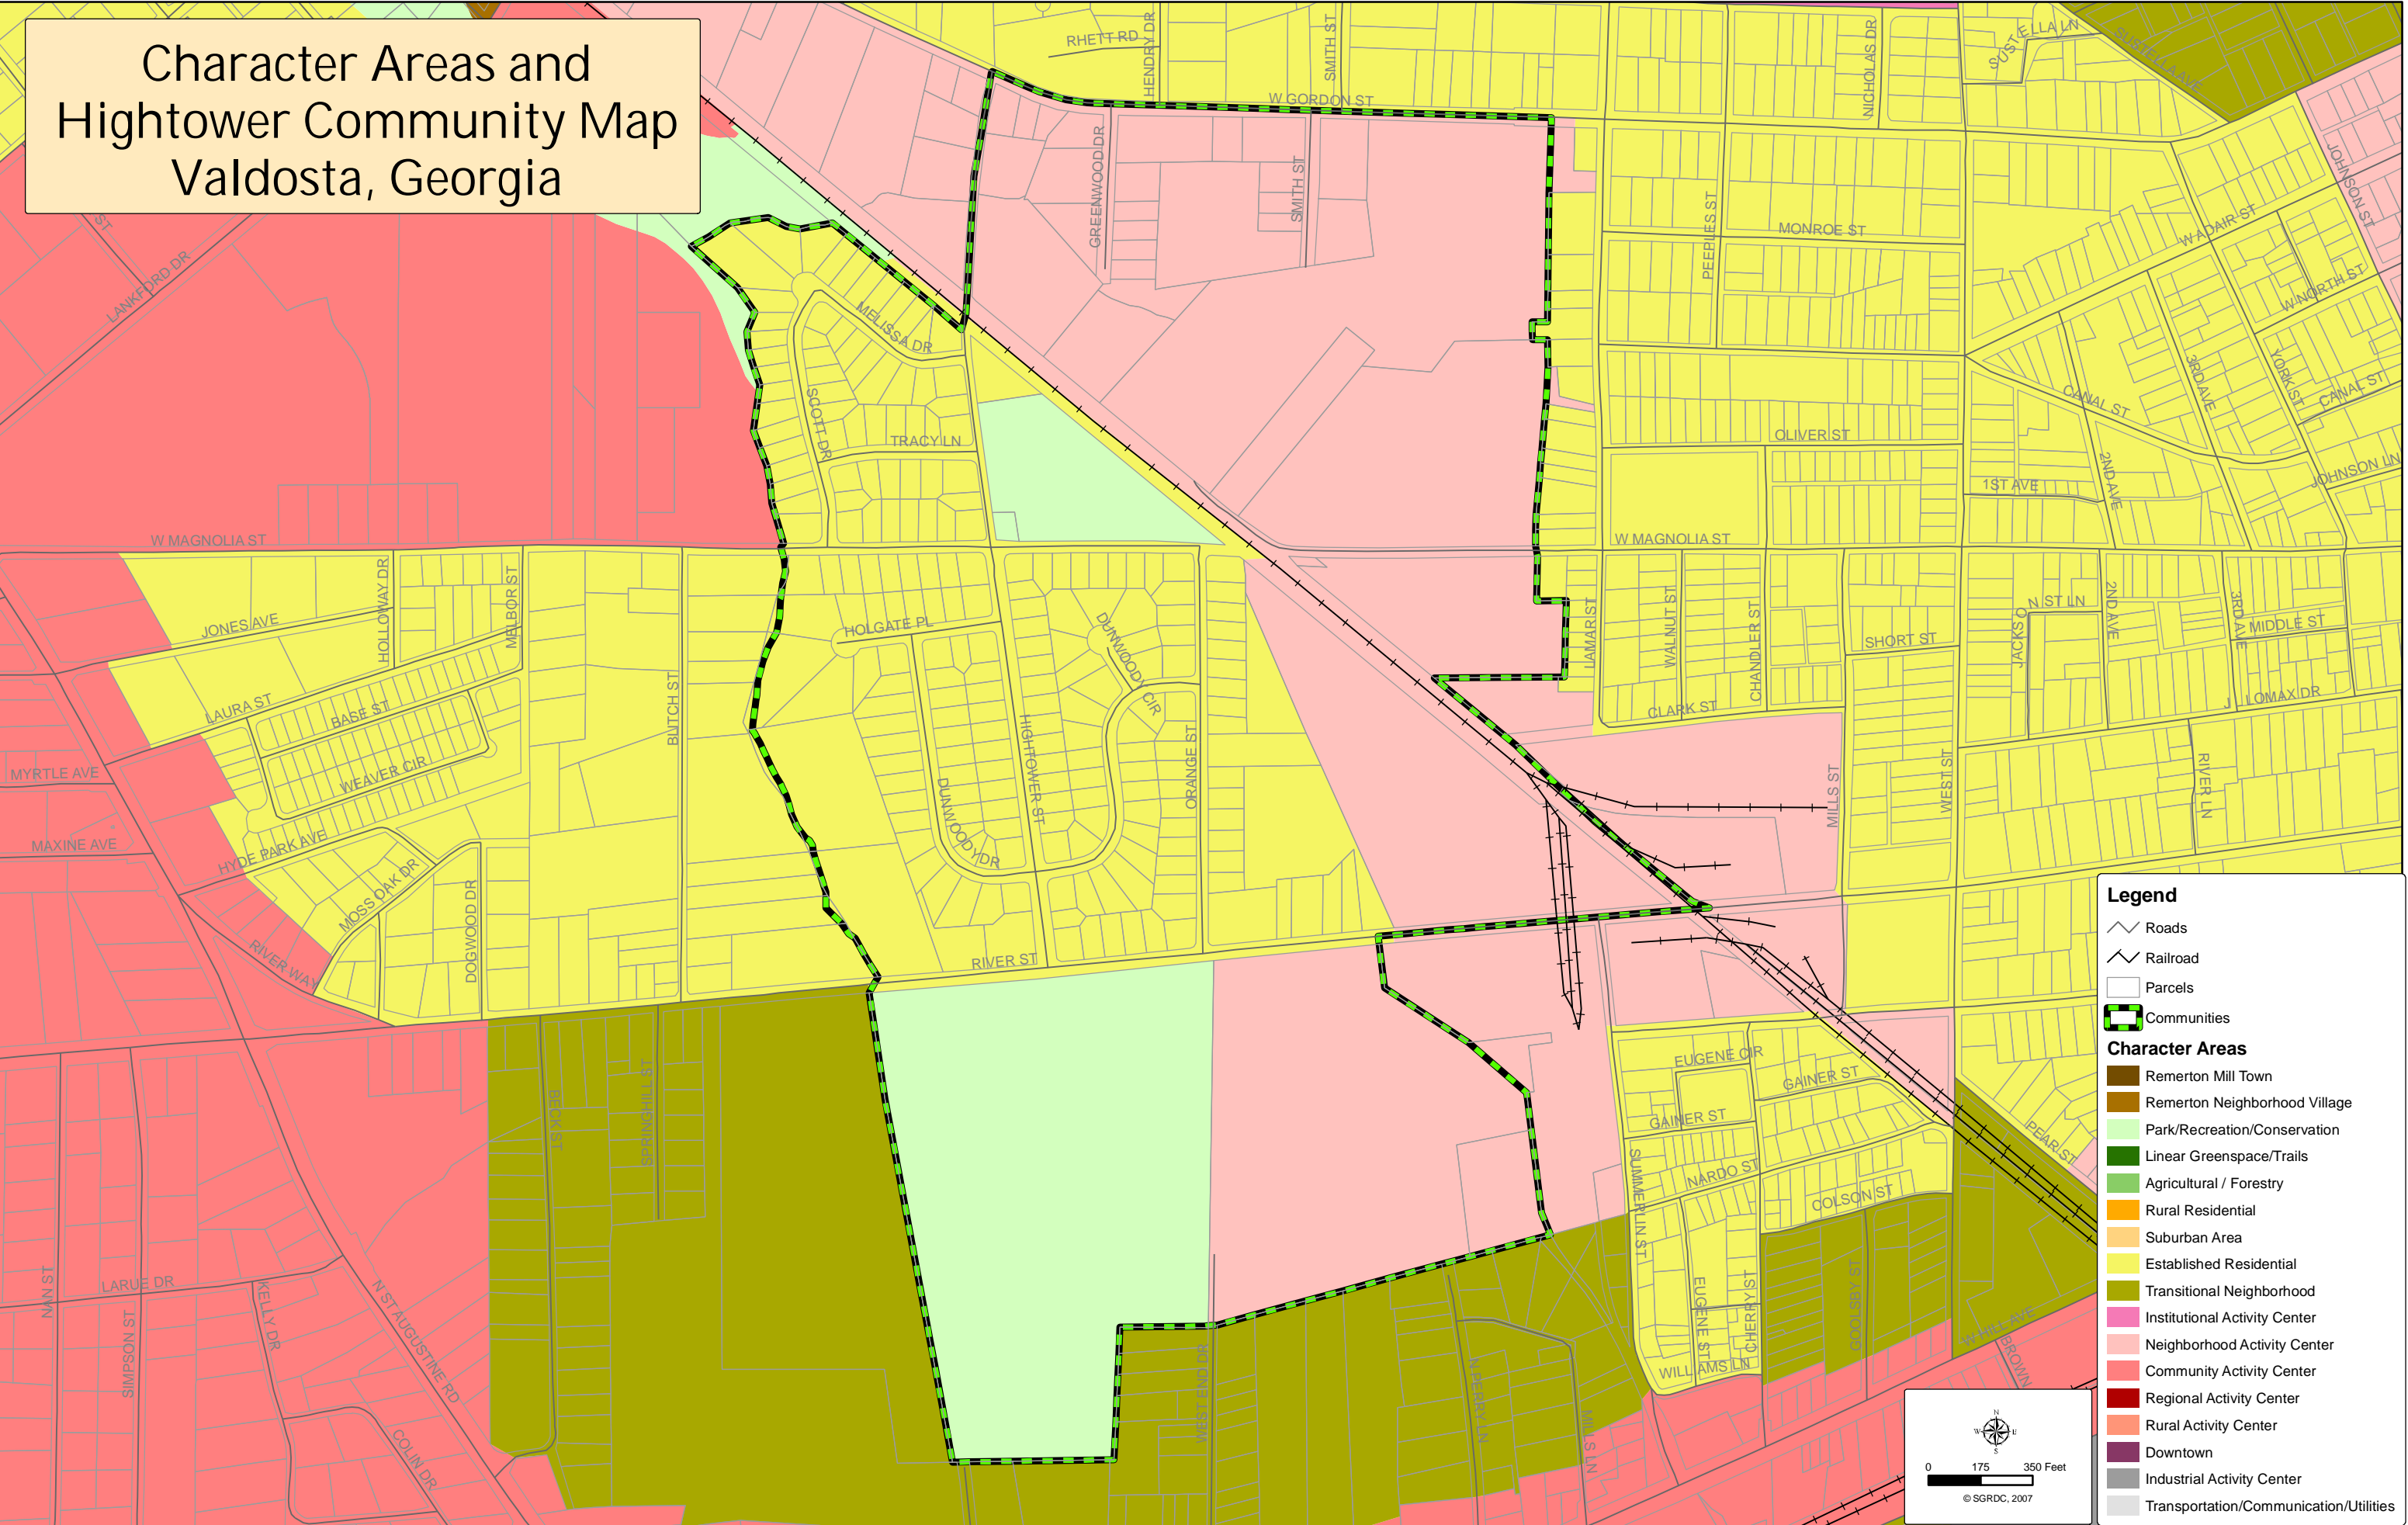 Character Areas and
Hightower Community Map
Valdosta, Georgia
RHETT RD
HENDRY DR
SMITH ST
W GORDON ST
NICHOLAS DR
SUSTELLA LN
SUSTELLA AVE
JOHNSON ST
ST
LANKFORD DR
GREENWOOD DR
SMITH ST
PEEPLES ST
MONROE ST
W ADAIR ST
W NORTH ST
MELISSA DR
SCOTT DR
TRACY LN
3RD AVE
YORK ST
CANAL ST
CANAL ST
OLIVER ST
2ND AVE
1ST AVE
JOHNSON LN
W MAGNOLIA ST
W MAGNOLIA ST
HOLLOWAY DR
MELBOR ST
JONES AVE
HOLGATE PL
DUNWOODY CIR
LAMAR ST
WALNUT ST
CHANDLER ST
SHORT ST
JACKSON ST LN
2ND AVE
3RD AVE
MIDDLE ST
J L LOMAX DR
LAURA ST
BASE ST
WEAVER CIR
BLITCH ST
HIGHTOWER ST
ORANGE ST
CLARK ST
MILLS ST
WEST ST
RIVER LN
MYRTLE AVE
MAXINE AVE
HYDE PARK AVE
MOSS OAK DR
DOGWOOD DR
RIVER WAY
DUNWOODY DR
RIVER ST
BECK ST
SPRINGHILL ST
EUGENE CIR
GAINER ST
GAINER ST
NARDO ST
COLSON ST
SUMMERLIN ST
PEAR ST
NAN ST
LARUE DR
SIMPSON ST
KELLY DR
N ST AUGUSTINE RD
COLIN DR
WEST END DR
N PERRY LN
MILLS LN
EUGENE ST
CHERRY ST
WILLIAMS LN
GOOLSBY ST
W HILL AVE
BROWN
Legend
Roads
Railroad
Parcels
Communities
Character Areas
Remerton Mill Town
Remerton Neighborhood Village
Park/Recreation/Conservation
Linear Greenspace/Trails
Agricultural / Forestry
Rural Residential
Suburban Area
Established Residential
Transitional Neighborhood
Institutional Activity Center
Neighborhood Activity Center
Community Activity Center
Regional Activity Center
Rural Activity Center
Downtown
Industrial Activity Center
Transportation/Communication/Utilities
N
W E
S
0 175 350 Feet
© SGRDC, 2007